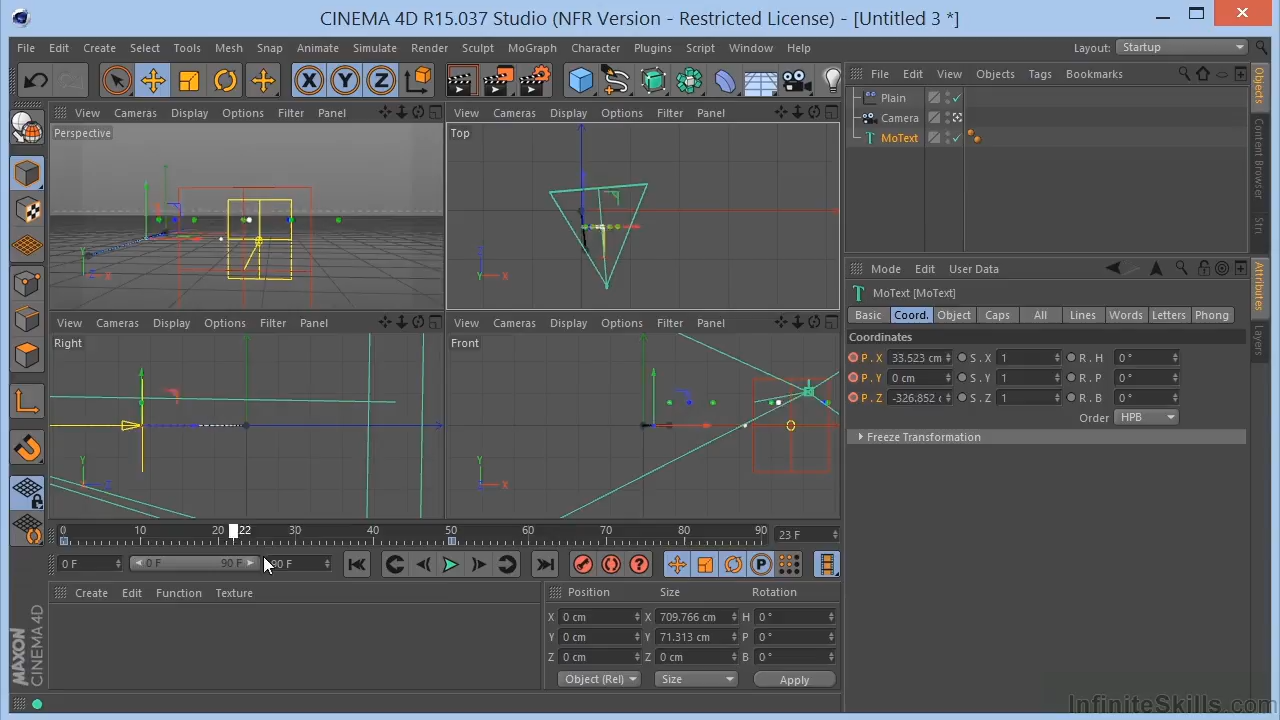 CINEMA 4D R15.037 Studio (NFR Version - Restricted License) - [Untitled 3 *]
File Edit Create Select Tools Mesh Snap Animate Simulate Render Sculpt MoGraph Character Plugins Script Window Help Layout: Startup
X Y Z
File Edit View Objects Tags Bookmarks
Plain
Camera
MoText
Objects
Content Browser
View Cameras Display Options Filter Panel
Perspective
Y
Z X
View Cameras Display Options Filter Panel
Top
Y X
View Cameras Display Options Filter Panel
Right
Y
View Cameras Display Options Filter Panel
Front
Y
X
Mode Edit User Data
MoText [MoText]
Basic Coord. Object Caps All Lines Words Letters Phong
Coordinates
P . X 33.523 cm S . X 1 R . H 0 °
P . Y 0 cm S . Y 1 R . P 0 °
P . Z -326.852 S . Z 1 R . B 0 °
Order HPB
Freeze Transformation
Attributes
Layers
0 10 20 22 30 40 50 60 70 80 90 23 F
0 F 0 F 90 F 90 F
P
Create Edit Function Texture
Position Size Rotation
X 0 cm X 709.766 cm H 0 °
Y 0 cm Y 71.313 cm P 0 °
Z 0 cm Z 0 cm B 0 °
Object (Rel) Size Apply
MAXON
CINEMA 4D
InfiniteSkills.com